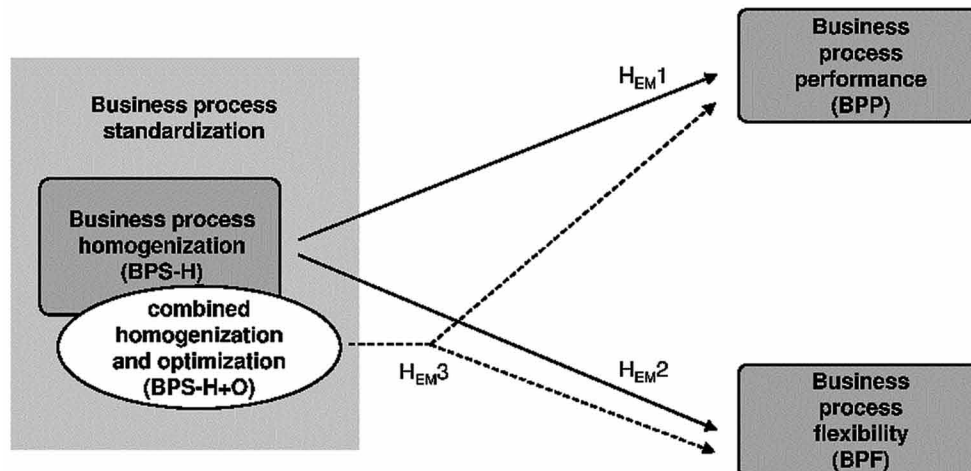 Business process
standardization
Business process
homogenization
(BPS-H)
combined
homogenization
and optimization
(BPS-H+O)
H_EM1
H_EM3
H_EM2
Business
process
performance
(BPP)
Business
process
flexibility
(BPF)